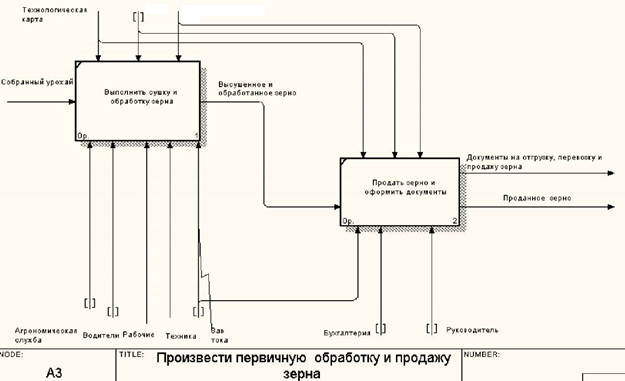 Технологическая
карта
Собранный урожай
Выполнить сушку и
обработку зерна
0р.
1
Высушенное и
обработанное зерно
Продать зерно и
оформить документы
0р.
2
Документы на отгрузку, перевозку и
продажу зерна
Проданное зерно
Агрономическая
служба
Водители
Рабочие
Техника
Зав
тока
Бухгалтерия
Руководитель
NODE:
A3
TITLE:
Произвести первичную обработку и продажу
зерна
NUMBER: